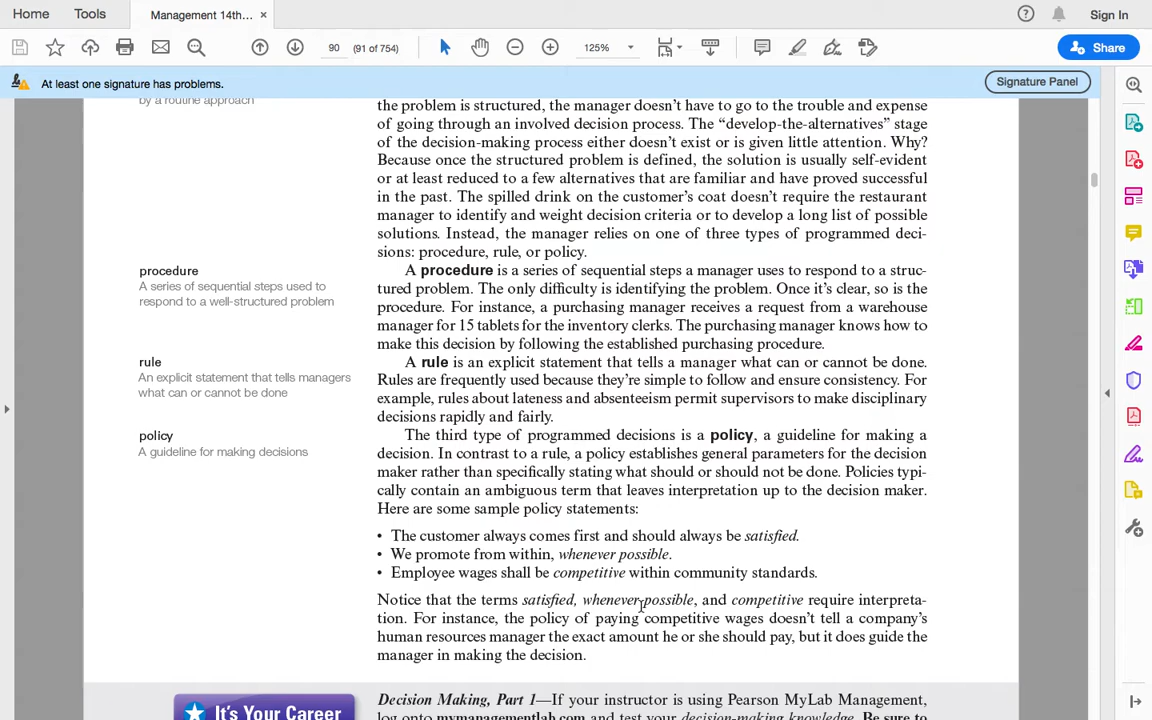 Home
Tools
Management 14th...
×
?
Sign In
90
(91 of 754)
125%
Share
At least one signature has problems.
Signature Panel
by a routine approach
the problem is structured, the manager doesn't have to go to the trouble and expense
of going through an involved decision process. The “develop-the-alternatives” stage
of the decision-making process either doesn't exist or is given little attention. Why?
Because once the structured problem is defined, the solution is usually self-evident
or at least reduced to a few alternatives that are familiar and have proved successful
in the past. The spilled drink on the customer's coat doesn't require the restaurant
manager to identify and weight decision criteria or to develop a long list of possible
solutions. Instead, the manager relies on one of three types of programmed deci-
sions: procedure, rule, or policy.
procedure
A series of sequential steps used to
respond to a well-structured problem
A procedure is a series of sequential steps a manager uses to respond to a struc-
tured problem. The only difficulty is identifying the problem. Once it's clear, so is the
procedure. For instance, a purchasing manager receives a request from a warehouse
manager for 15 tablets for the inventory clerks. The purchasing manager knows how to
make this decision by following the established purchasing procedure.
rule
An explicit statement that tells managers
what can or cannot be done
A rule is an explicit statement that tells a manager what can or cannot be done.
Rules are frequently used because they're simple to follow and ensure consistency. For
example, rules about lateness and absenteeism permit supervisors to make disciplinary
decisions rapidly and fairly.
policy
A guideline for making decisions
The third type of programmed decisions is a policy, a guideline for making a
decision. In contrast to a rule, a policy establishes general parameters for the decision
maker rather than specifically stating what should or should not be done. Policies typi-
cally contain an ambiguous term that leaves interpretation up to the decision maker.
Here are some sample policy statements:
• The customer always comes first and should always be satisfied.
• We promote from within, whenever possible.
• Employee wages shall be competitive within community standards.
Notice that the terms satisfied, whenever possible, and competitive require interpreta-
tion. For instance, the policy of paying competitive wages doesn't tell a company's
human resources manager the exact amount he or she should pay, but it does guide the
manager in making the decision.
It's Your Career
Decision Making, Part 1—If your instructor is using Pearson MyLab Management,
log onto mymanagementlab.com and test your decision-making knowledge. Be sure to